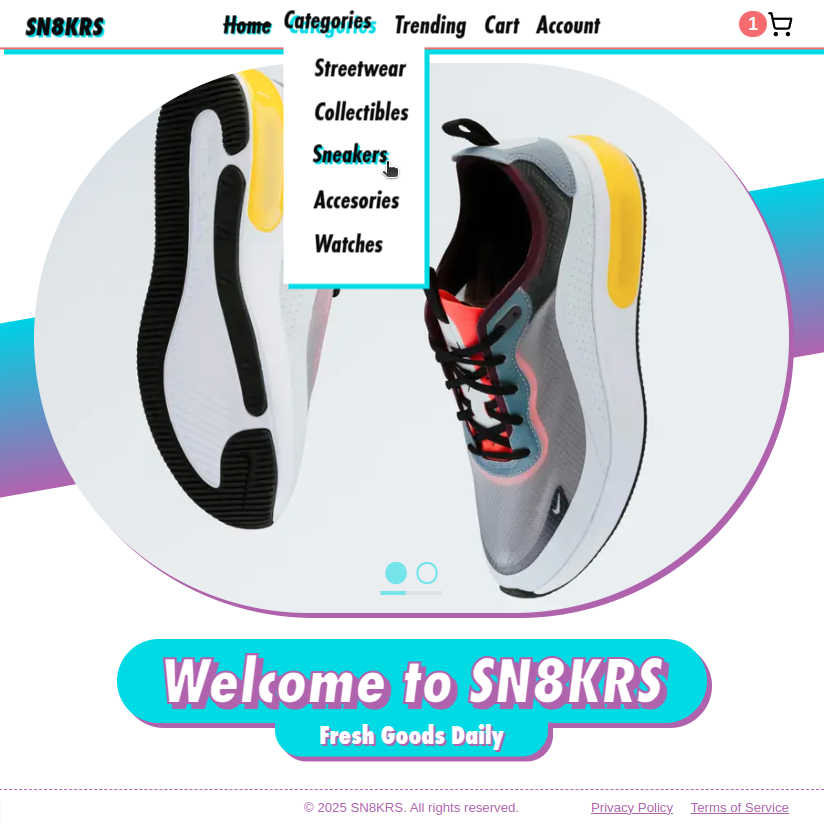 SN8KRS Home Categories Trending Cart Account 1
Streetwear
Collectibles
Sneakers
Accesories
Watches
Welcome to SN8KRS
Fresh Goods Daily
© 2025 SN8KRS. All rights reserved. Privacy Policy Terms of Service